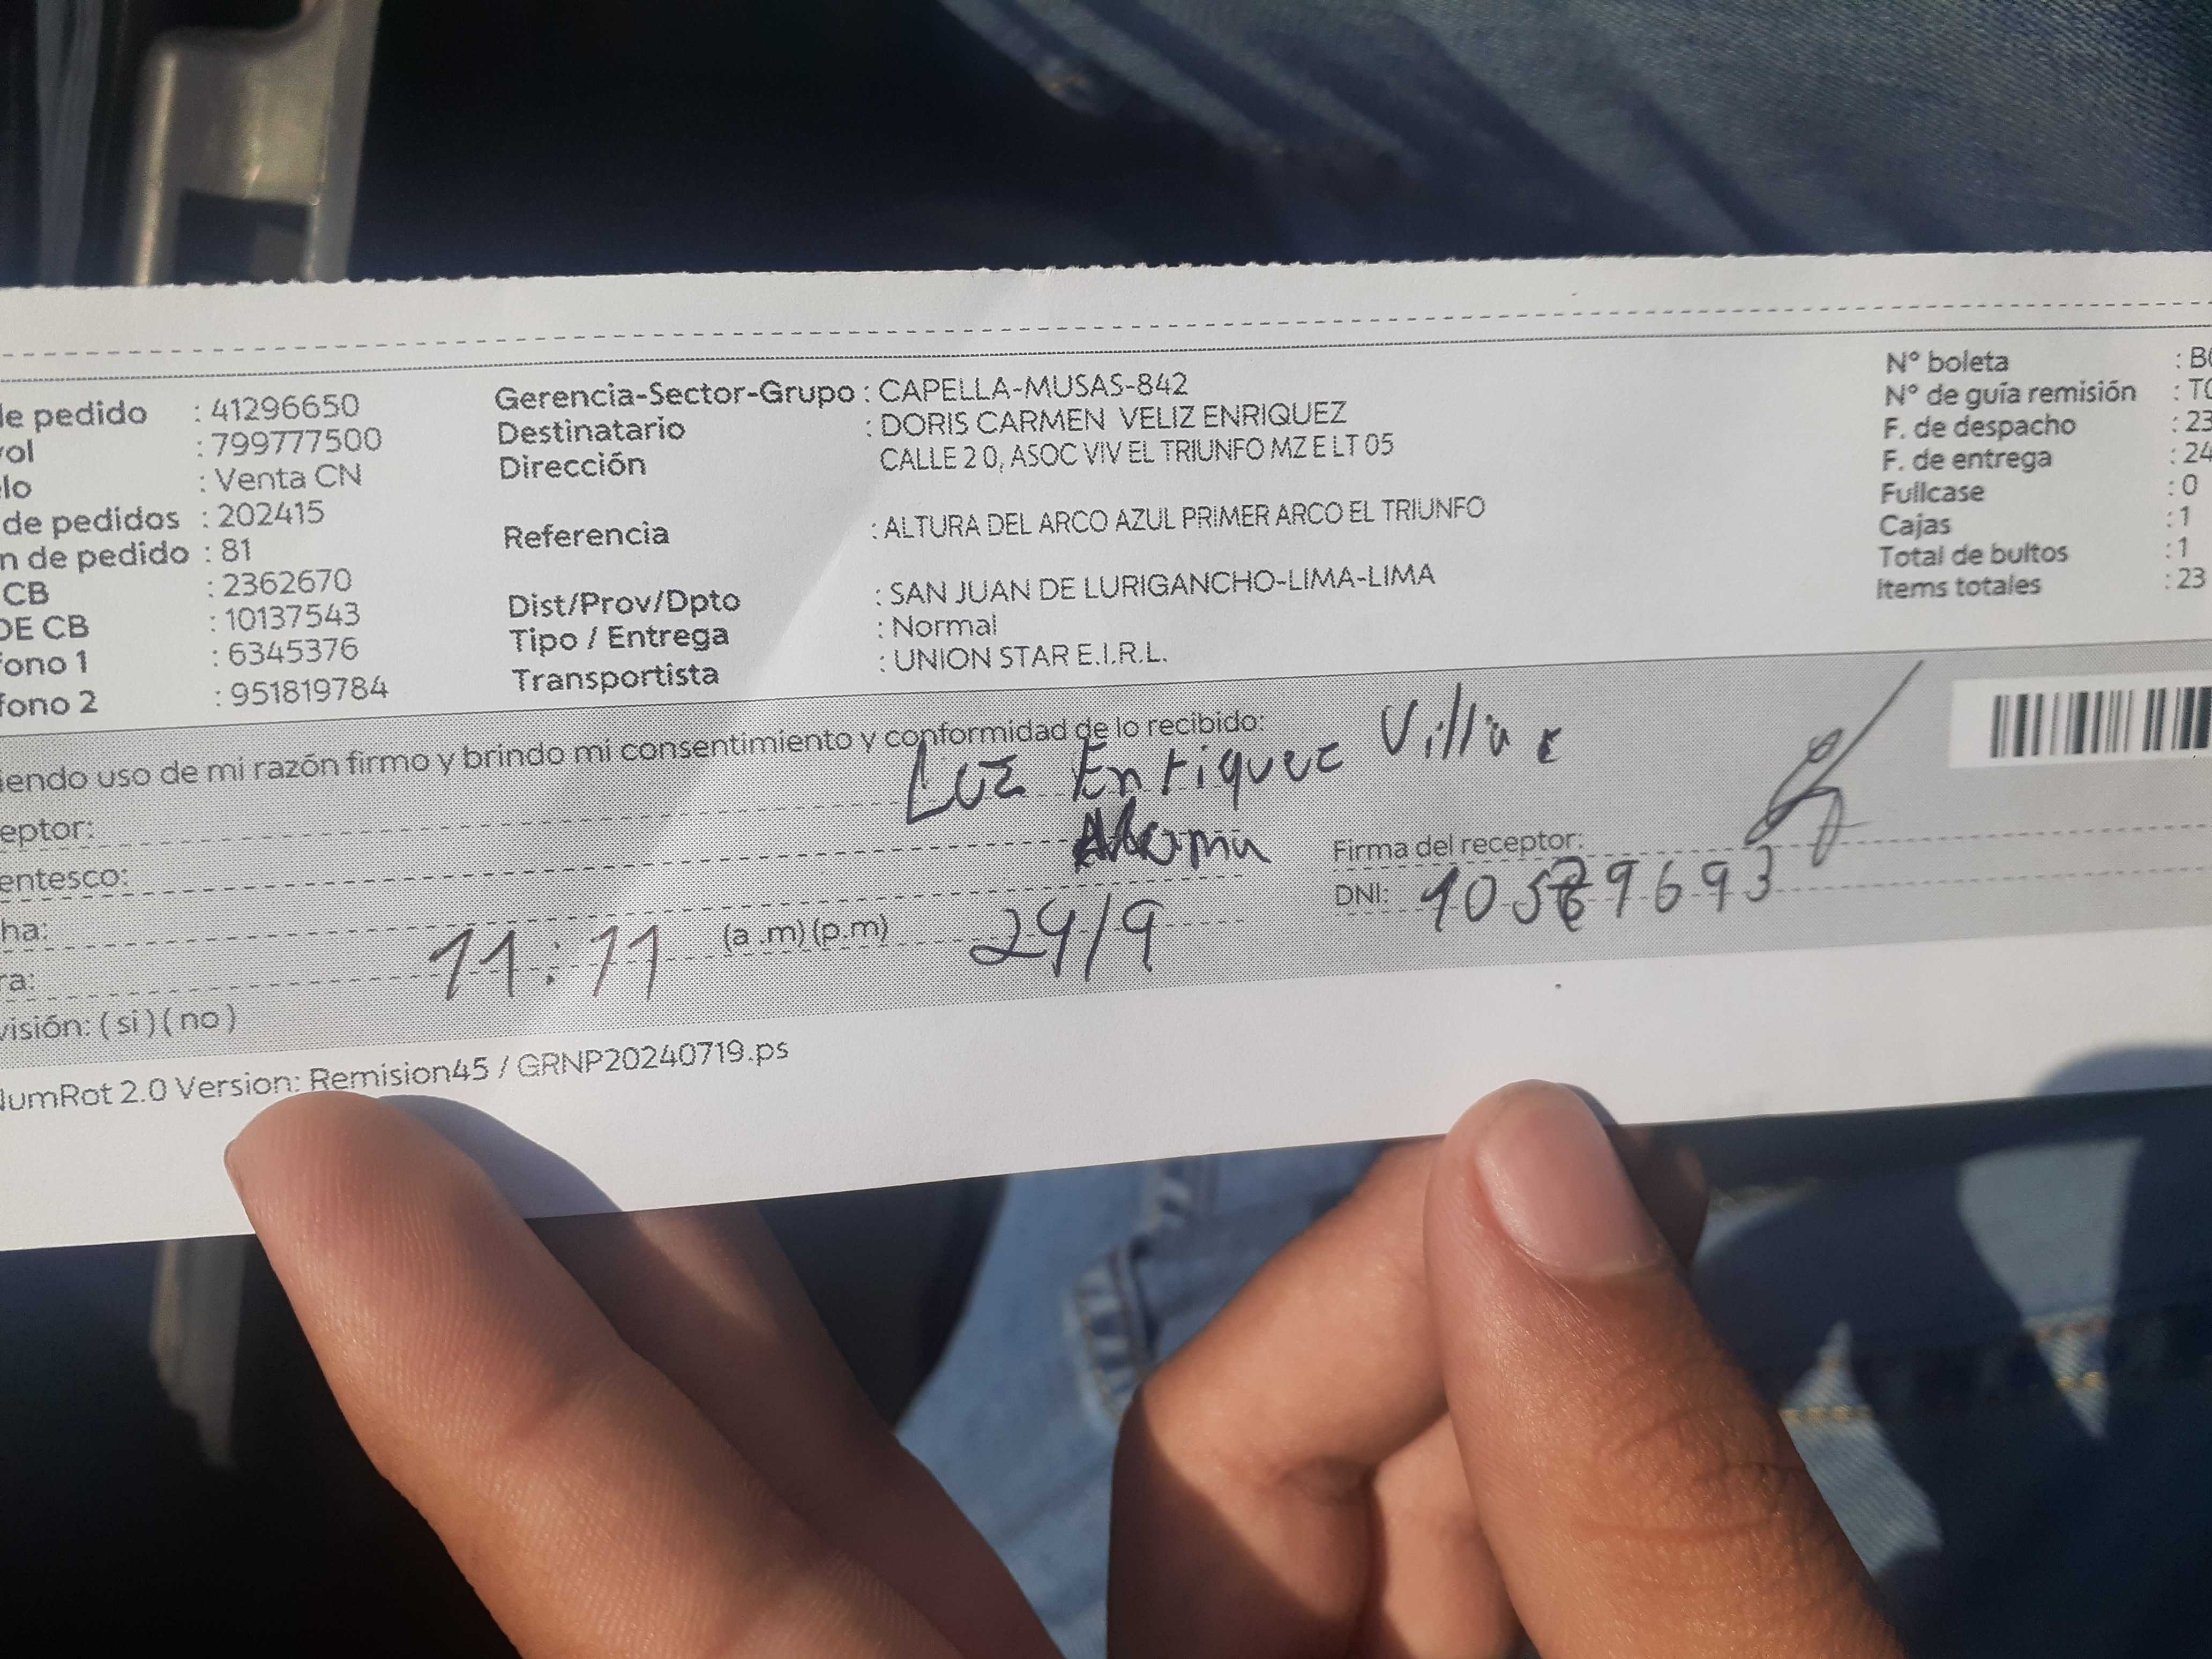 de pedido : 41296650
vol : 799777500
elo : Venta CN
de pedidos : 202415
n de pedido : 81
CB : 2362670
DE CB : 10137543
fono 1 : 6345376
fono 2 : 951819784
Gerencia-Sector-Grupo : CAPELLA-MUSAS-842
Destinatario : DORIS CARMEN VELIZ ENRIQUEZ
Dirección CALLE 2 0, ASOC VIV EL TRIUNFO MZ E LT 05
Referencia : ALTURA DEL ARCO AZUL PRIMER ARCO EL TRIUNFO
Dist/Prov/Dpto : SAN JUAN DE LURIGANCHO-LIMA-LIMA
Tipo / Entrega : Normal
Transportista : UNION STAR E.I.R.L.
N° boleta : B
N° de guía remisión : T
F. de despacho : 23
F. de entrega : 24
Fullcase : 0
Cajas : 1
Total de bultos : 1
Items totales : 23
iendo uso de mi razón firmo y brindo mi consentimiento y conformidad de lo recibido:
eptor: Luz Enriquez
entesco:
Firma del receptor:
DNI:
ha:
ra: 11:11 (a .m) (p.m) 24/9
visión: ( si ) ( no )
NumRot 2.0 Version: Remision45 / GRNP20240719.ps